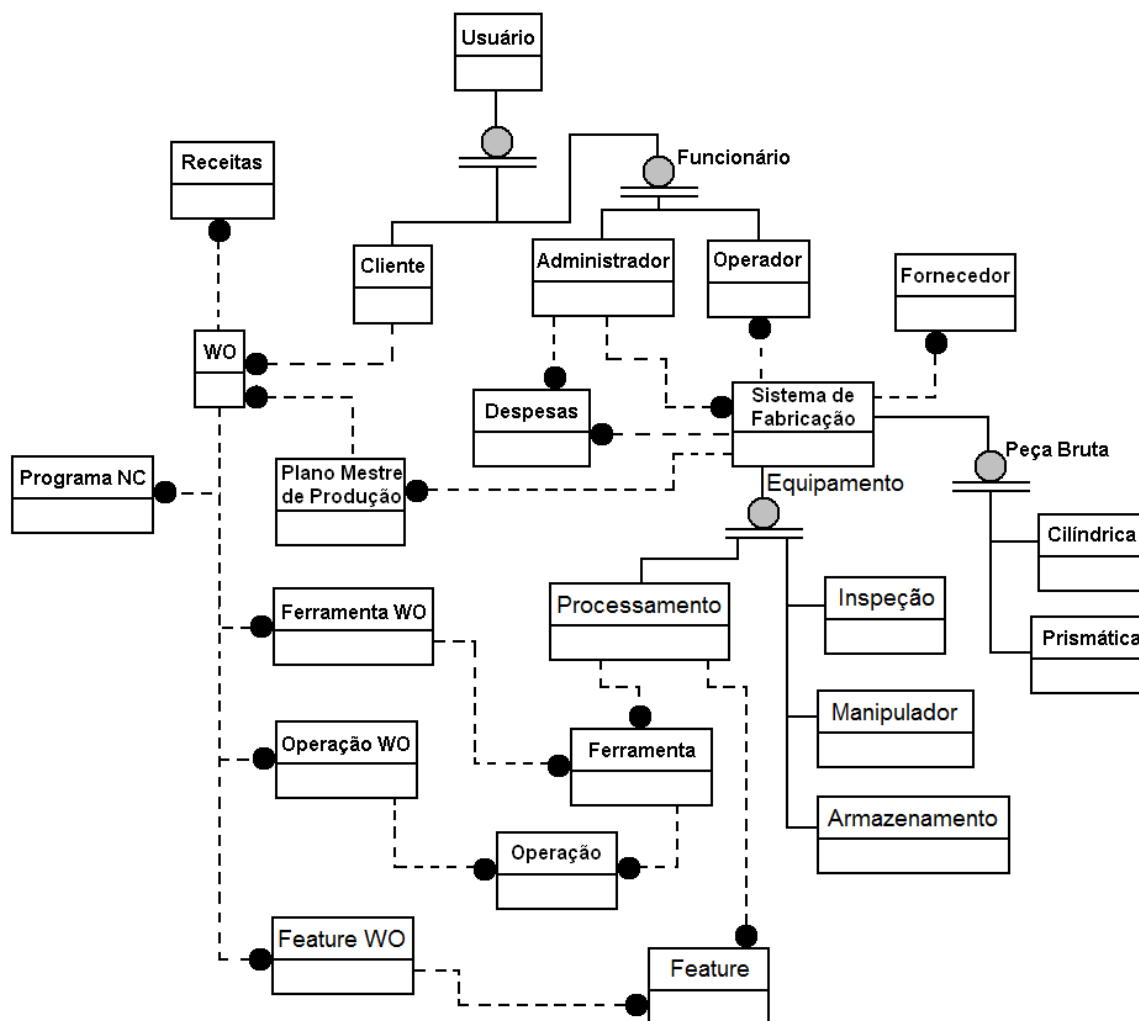 Usuário
Receitas
Funcionário
Cliente
Administrador
Operador
Fornecedor
WO
Despesas
Sistema de
Fabricação
Programa NC
Plano Mestre
de Produção
Equipamento
Peça Bruta
Cilíndrica
Ferramenta WO
Processamento
Inspeção
Prismática
Operação WO
Ferramenta
Manipulador
Operação
Armazenamento
Feature WO
Feature